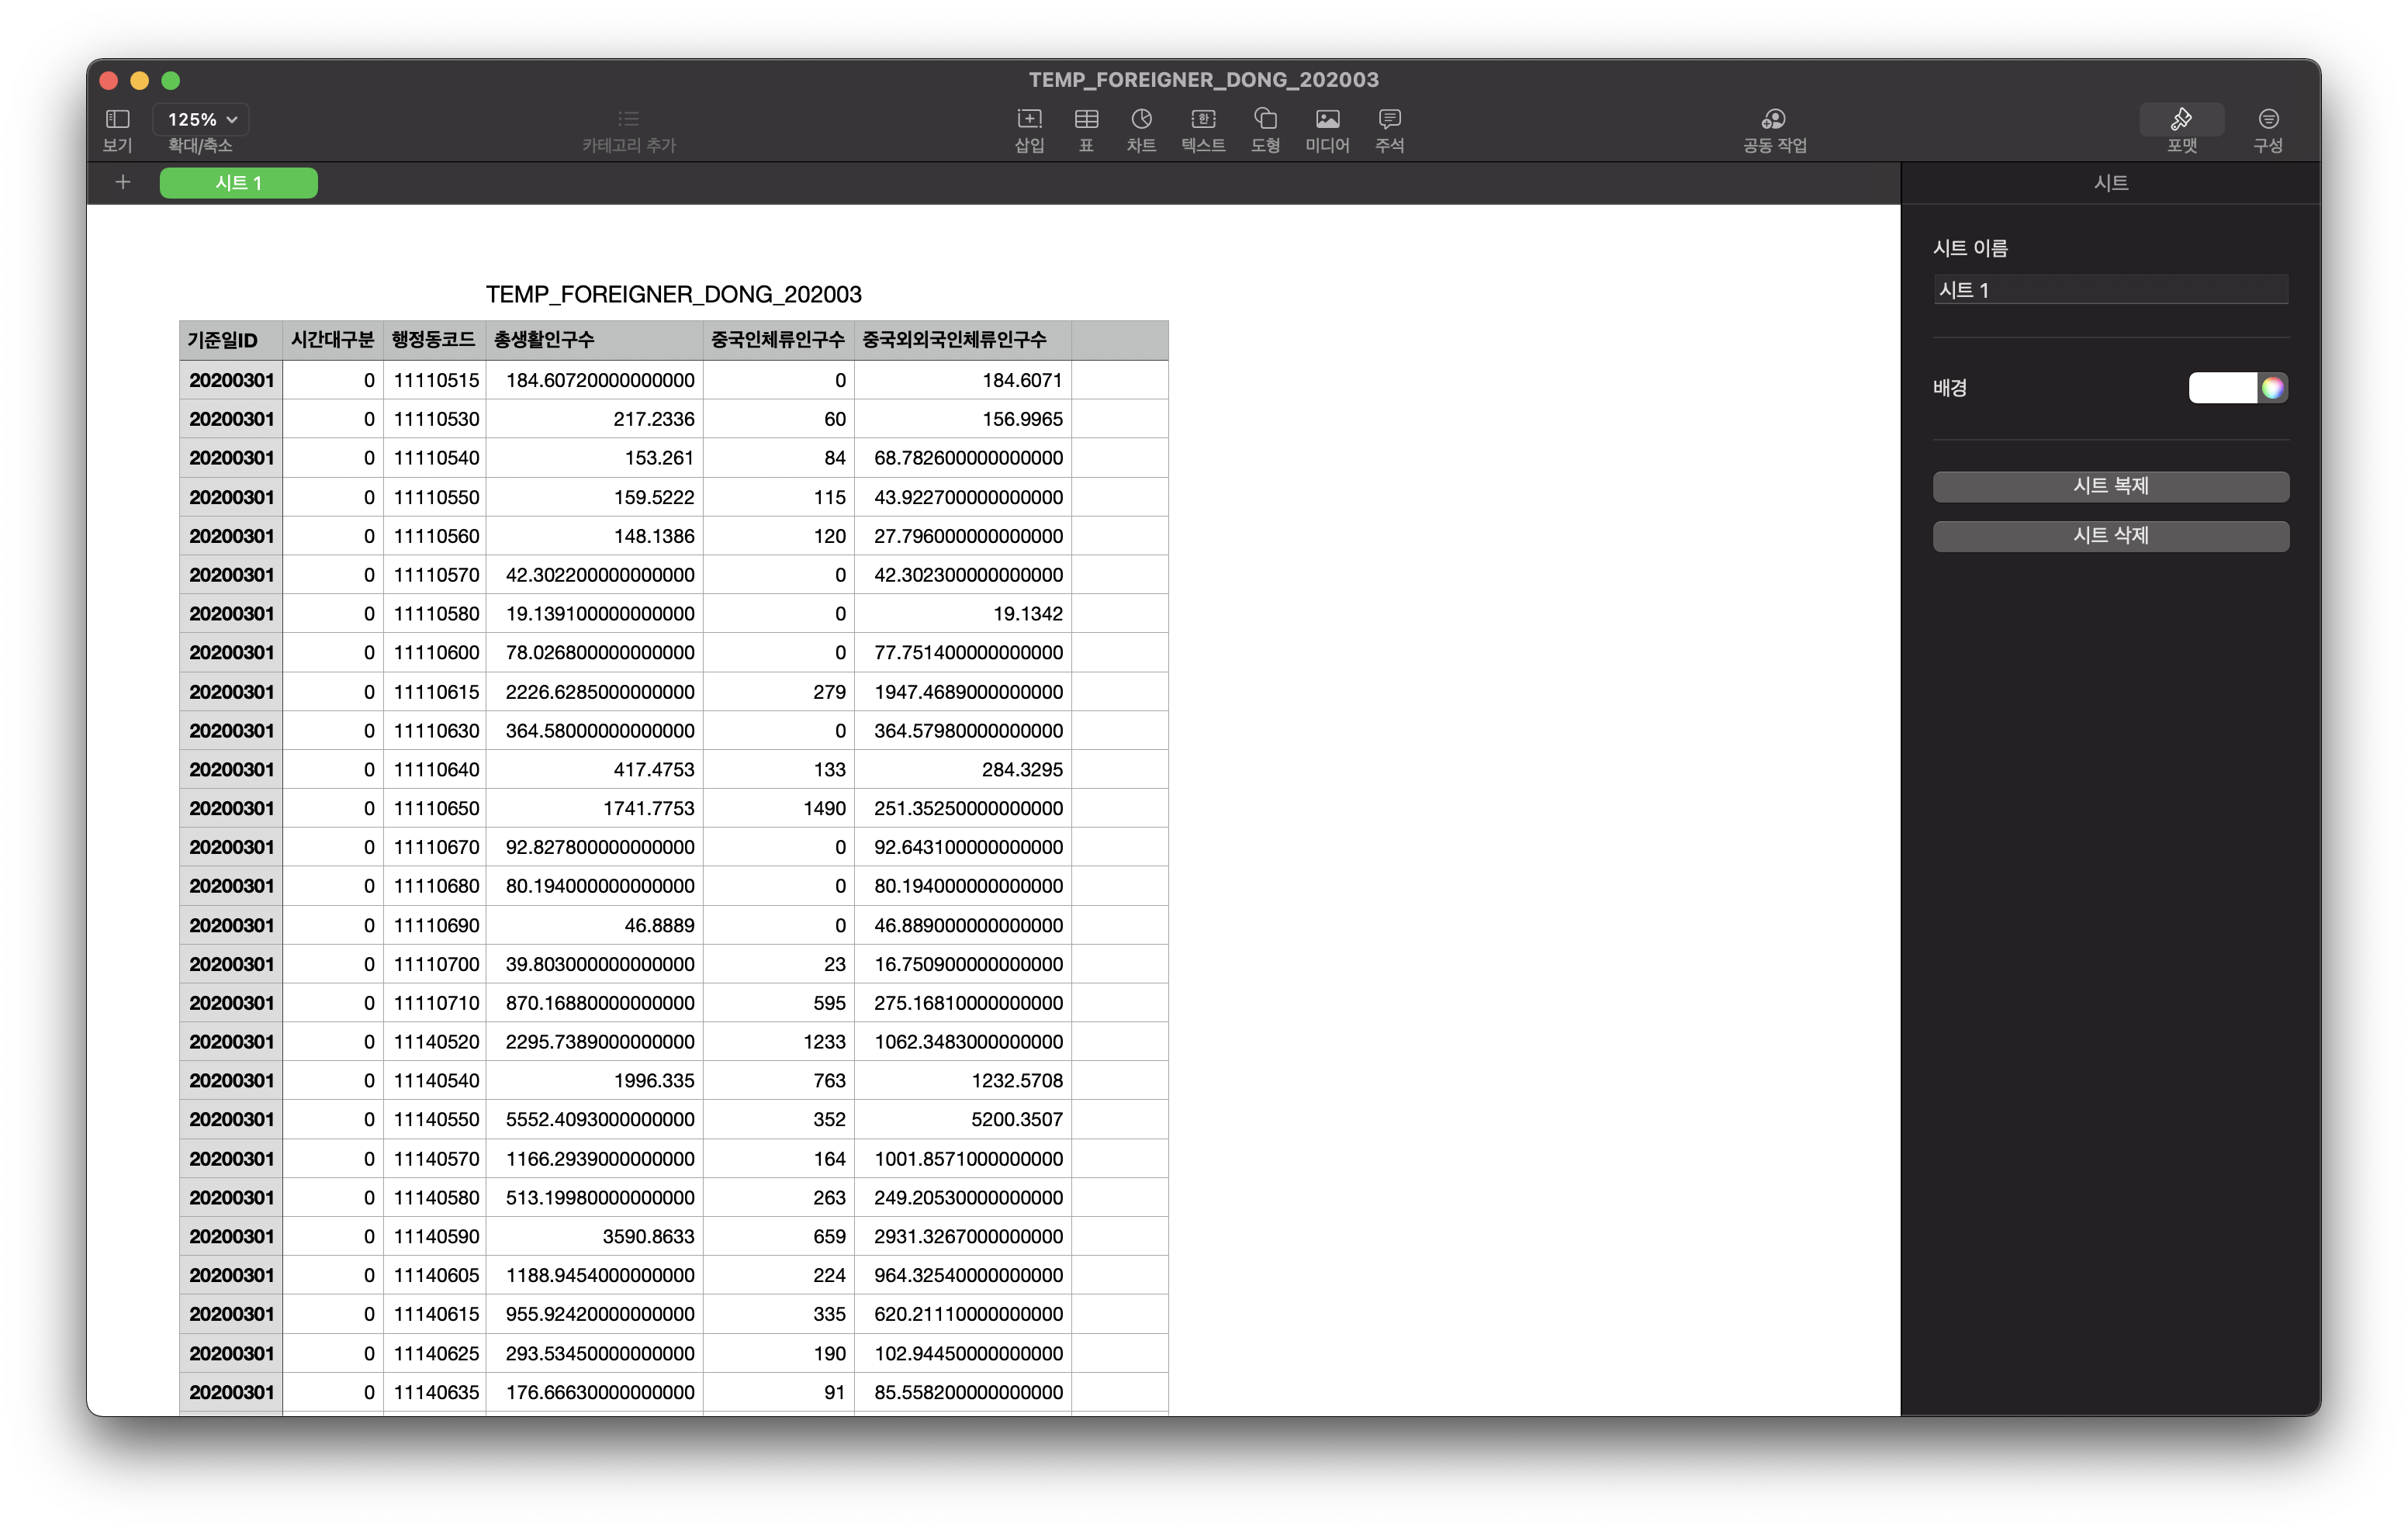 TEMP_FOREIGNER_DONG_202003
125%
보기
확대/축소
카테고리 추가
삽입
표
차트
한
텍스트
도형
미디어
주석
공동 작업
포맷
구성
+ 시트 1
시트
시트 이름
시트 1
배경
시트 복제
시트 삭제
TEMP_FOREIGNER_DONG_202003
기준일ID 시간대구분 행정동코드 총생활인구수 중국인체류인구수 중국외외국인체류인구수
20200301 0 11110515 184.60720000000000 0 184.6071
20200301 0 11110530 217.2336 60 156.9965
20200301 0 11110540 153.261 84 68.782600000000000
20200301 0 11110550 159.5222 115 43.922700000000000
20200301 0 11110560 148.1386 120 27.796000000000000
20200301 0 11110570 42.302200000000000 0 42.302300000000000
20200301 0 11110580 19.139100000000000 0 19.1342
20200301 0 11110600 78.026800000000000 0 77.751400000000000
20200301 0 11110615 2226.6285000000000 279 1947.4689000000000
20200301 0 11110630 364.58000000000000 0 364.57980000000000
20200301 0 11110640 417.4753 133 284.3295
20200301 0 11110650 1741.7753 1490 251.35250000000000
20200301 0 11110670 92.827800000000000 0 92.643100000000000
20200301 0 11110680 80.194000000000000 0 80.194000000000000
20200301 0 11110690 46.8889 0 46.889000000000000
20200301 0 11110700 39.803000000000000 23 16.750900000000000
20200301 0 11110710 870.16880000000000 595 275.16810000000000
20200301 0 11140520 2295.7389000000000 1233 1062.3483000000000
20200301 0 11140540 1996.335 763 1232.5708
20200301 0 11140550 5552.4093000000000 352 5200.3507
20200301 0 11140570 1166.2939000000000 164 1001.8571000000000
20200301 0 11140580 513.19980000000000 263 249.20530000000000
20200301 0 11140590 3590.8633 659 2931.3267000000000
20200301 0 11140605 1188.9454000000000 224 964.32540000000000
20200301 0 11140615 955.92420000000000 335 620.21110000000000
20200301 0 11140625 293.53450000000000 190 102.94450000000000
20200301 0 11140635 176.66630000000000 91 85.558200000000000